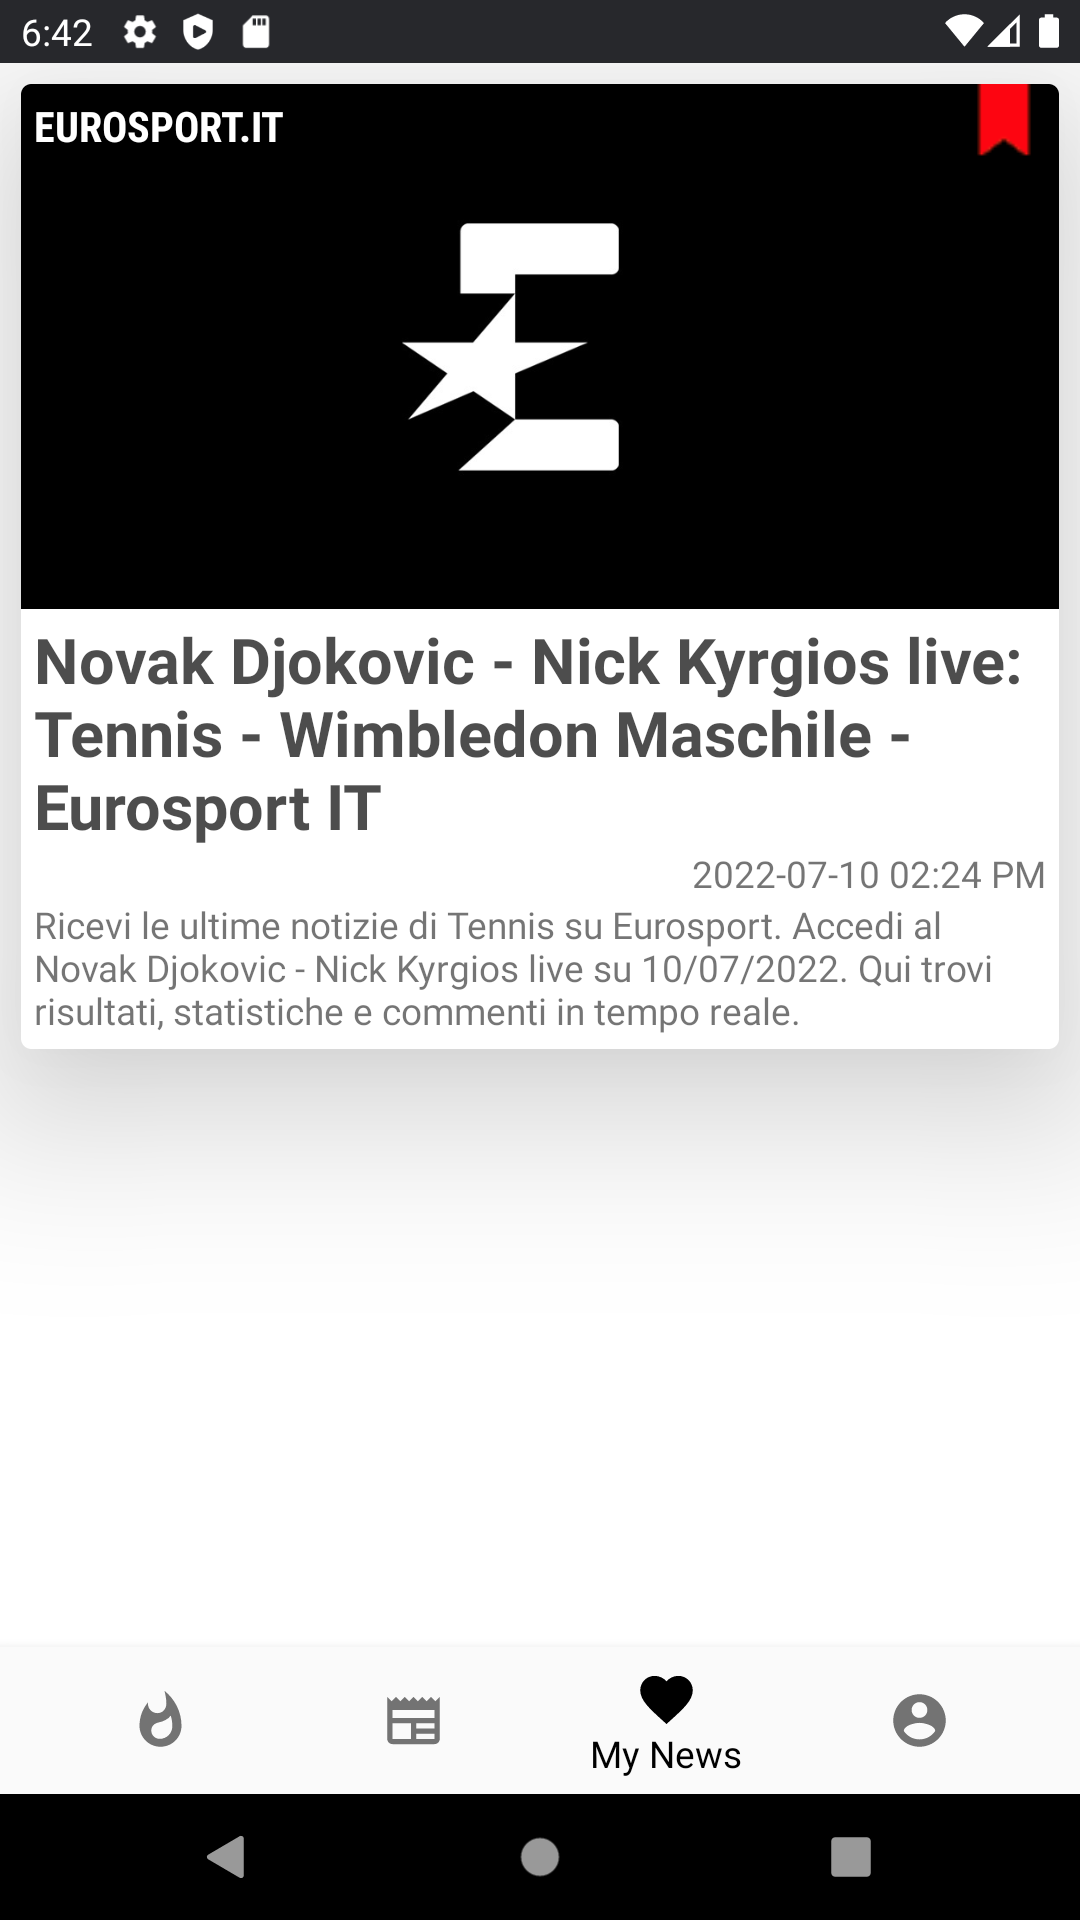 6:42
EUROSPORT.IT
Novak Djokovic - Nick Kyrgios live:
Tennis - Wimbledon Maschile -
Eurosport IT
2022-07-10 02:24 PM
Ricevi le ultime notizie di Tennis su Eurosport. Accedi al
Novak Djokovic - Nick Kyrgios live su 10/07/2022. Qui trovi
risultati, statistiche e commenti in tempo reale.
My News